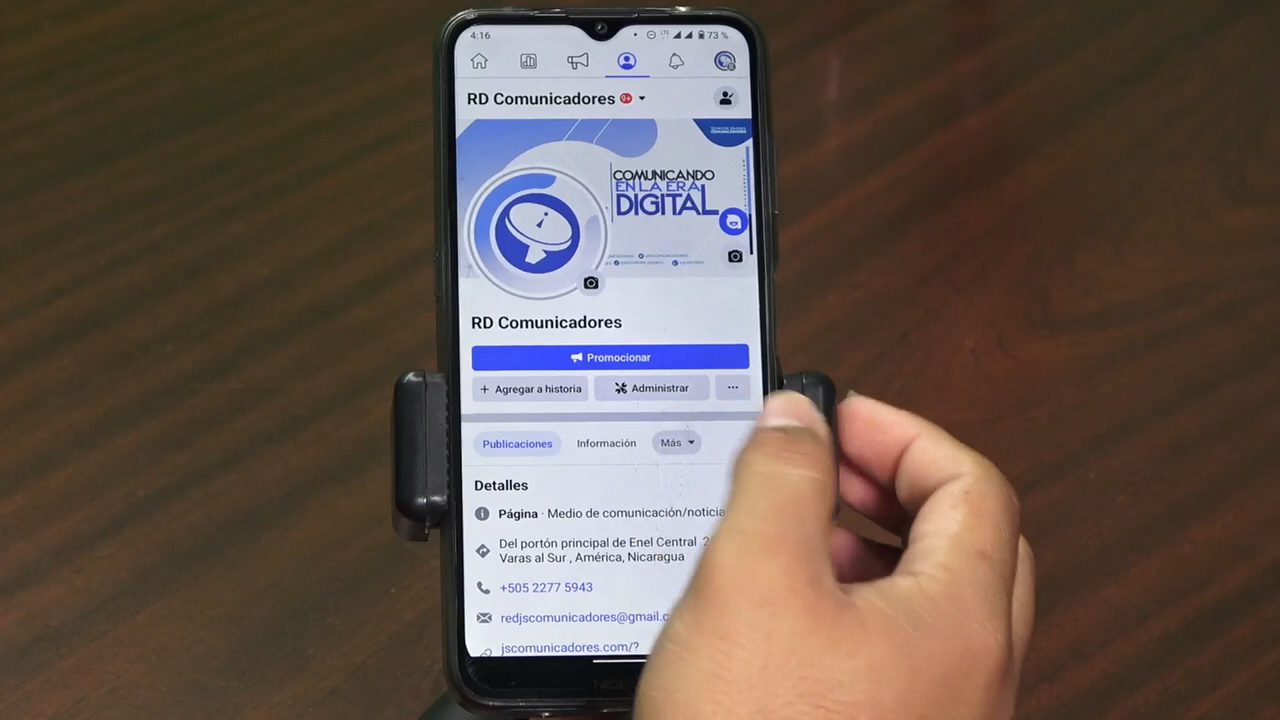 4:16
LTE
73 %
RD Comunicadores 9+
COMUNICANDO
EN LA ERA
DIGITAL
RD Comunicadores
Promocionar
+ Agregar a historia
Administrar
...
Publicaciones
Información
Más
Detalles
Página · Medio de comunicación/noticia
Del portón principal de Enel Central 2
Varas al Sur , América, Nicaragua
+505 2277 5943
redjscomunicadores@gmail.c
jscomunicadores.com/?